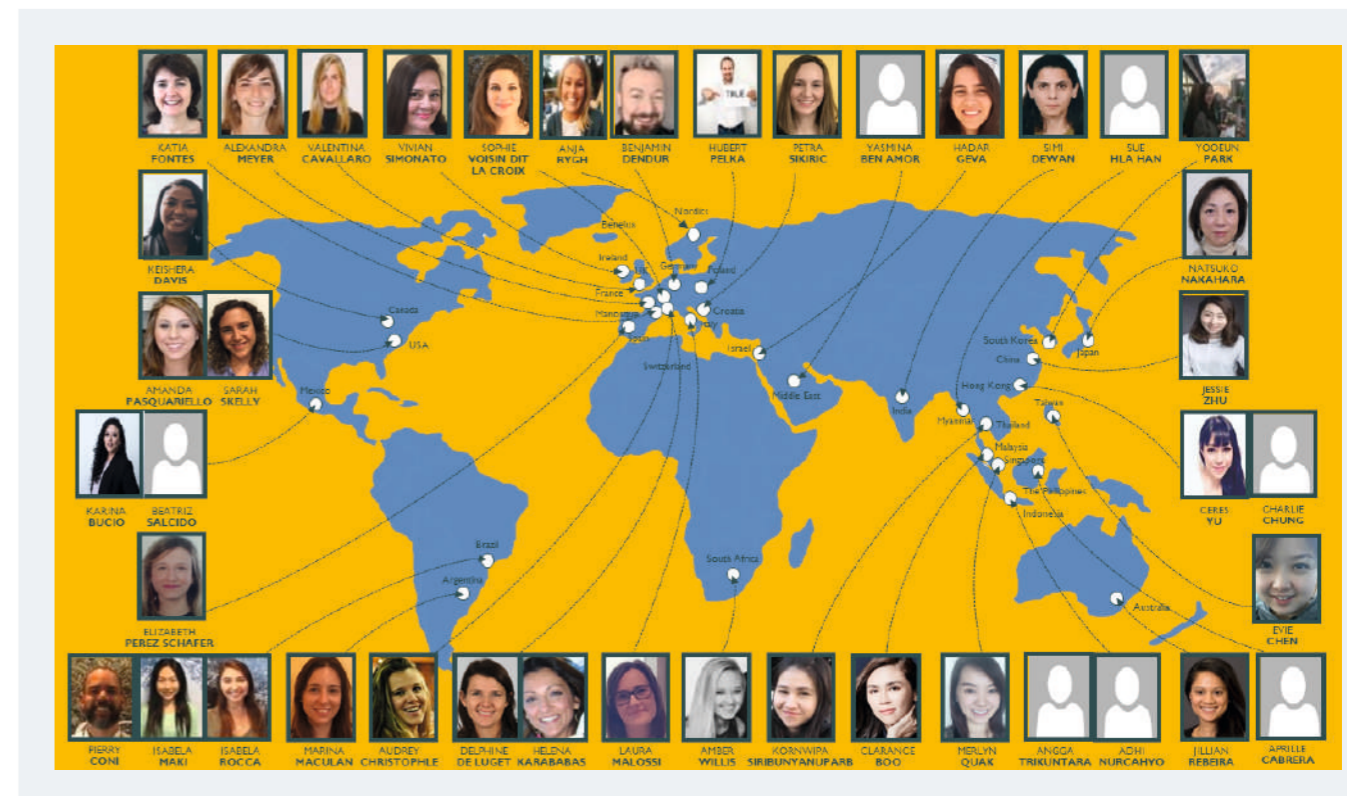 KATIA
FONTES
ALEXANDRA
MEYER
VALENTINA
CAVALLARO
VIVIAN
SIMONATO
SOPHIE
VOISIN DIT
LA CROIX
ANJA
RYGH
BENJAMIN
DENDUR
HUBERT
PELKA
PETRA
SIKIRIC
YASMINA
BEN AMOR
HADAR
GEVA
SIMI
DEWAN
SUE
HLA HAN
YOOEUN
PARK
KEISHERA
DAVIS
NATSUKO
NAKAHARA
AMANDA
PASQUARIELLO
SARAH
SKELLY
JESSIE
ZHU
KARINA
BUCIO
BEATRIZ
SALCIDO
CERES
YU
CHARLIE
CHUNG
ELIZABETH
PEREZ SCHAFER
EVIE
CHEN
Nordics
Benelux
Ireland
UK
Germany
Poland
France
Croatia
Italy
Spain
Switzerland
Canada
USA
Mexico
Brazil
Argentina
Israel
Middle East
India
South Africa
South Korea
Japan
China
Hong Kong
Taiwan
Myanmar
Thailand
Malaysia
Singapore
The Philippines
Indonesia
Australia
PIERRY
CONI
ISABELA
MAKI
ISABELA
ROCCA
MARINA
MACULAN
AUDREY
CHRISTOPHLE
DELPHINE
DE LUGET
HELENA
KARABABAS
LAURA
MALOSSI
AMBER
WILLIS
KORNWIPA
SIRIBUNYANUPARB
CLARANCE
BOO
MERLYN
QUAK
ANGGA
TRIKUNTARA
ADHI
NURCAHYO
JILLIAN
REBEIRA
APRILLE
CABRERA